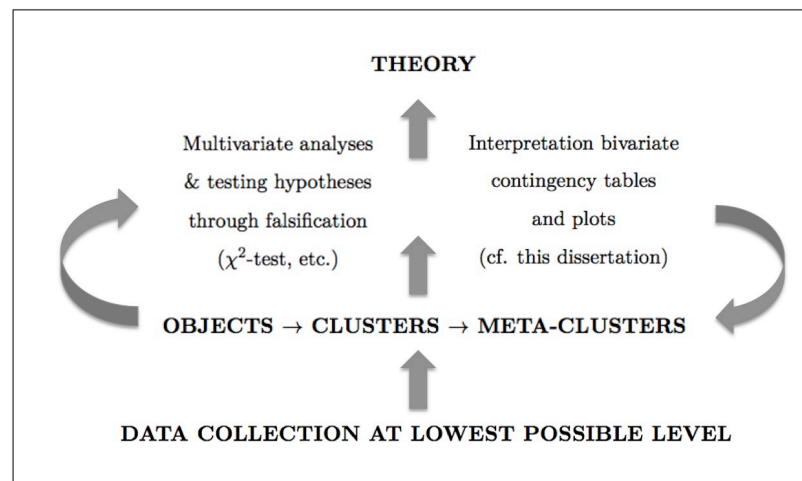 THEORY
Multivariate analyses
& testing hypotheses
through falsification
(χ²-test, etc.)
Interpretation bivariate
contingency tables
and plots
(cf. this dissertation)
OBJECTS → CLUSTERS → META-CLUSTERS
DATA COLLECTION AT LOWEST POSSIBLE LEVEL